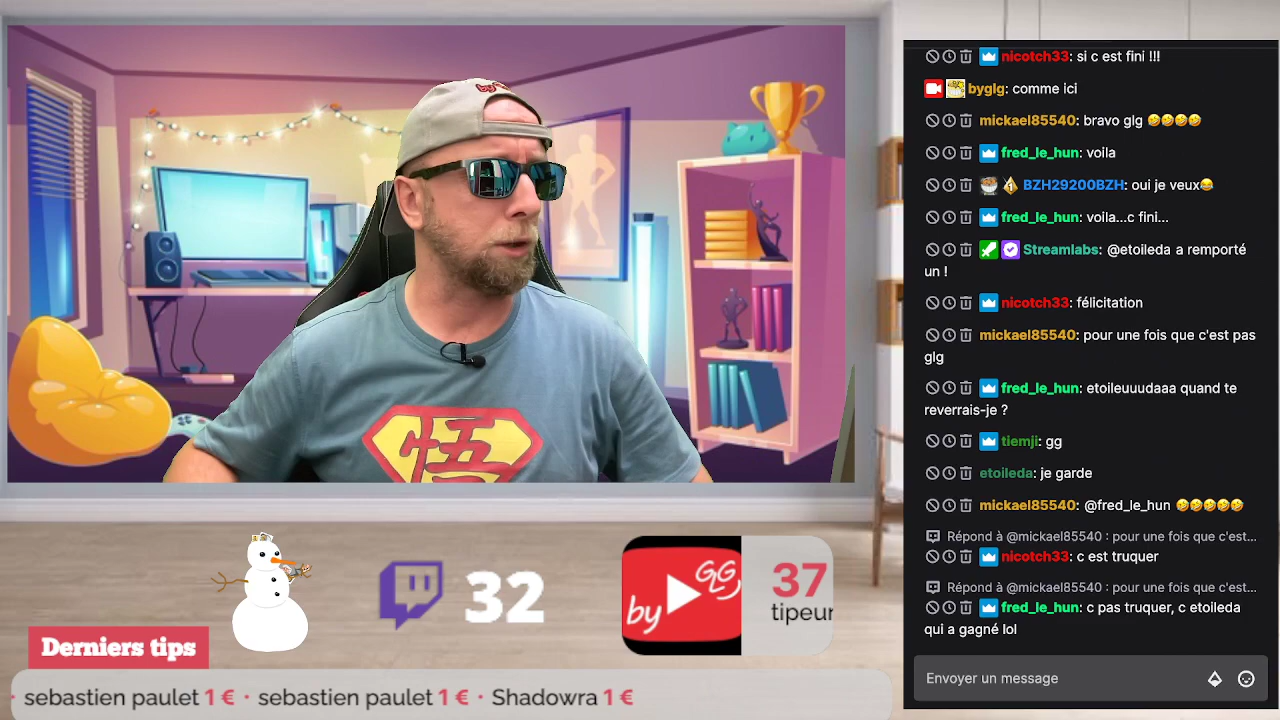 悟
nicotch33: si c est fini !!!
byglg: comme ici
mickael85540: bravo glg 🤣🤣🤣🤣
fred_le_hun: voila
BZH29200BZH: oui je veux😂
fred_le_hun: voila...c fini...
Streamlabs: @etoileda a remporté
un !
nicotch33: félicitation
mickael85540: pour une fois que c'est pas
glg
fred_le_hun: etoileuuudaaa quand te
reverrais-je ?
tiemji: gg
etoileda: je garde
mickael85540: @fred_le_hun 🤣🤣🤣🤣🤣
Répond à @mickael85540 : pour une fois que c'est...
nicotch33: c est truquer
Répond à @mickael85540 : pour une fois que c'est...
fred_le_hun: c pas truquer, c etoileda
qui a gagné lol
Envoyer un message
32
by GLG
37
tipeur
Derniers tips
· sebastien paulet 1 € · sebastien paulet 1 € · Shadowra 1 €